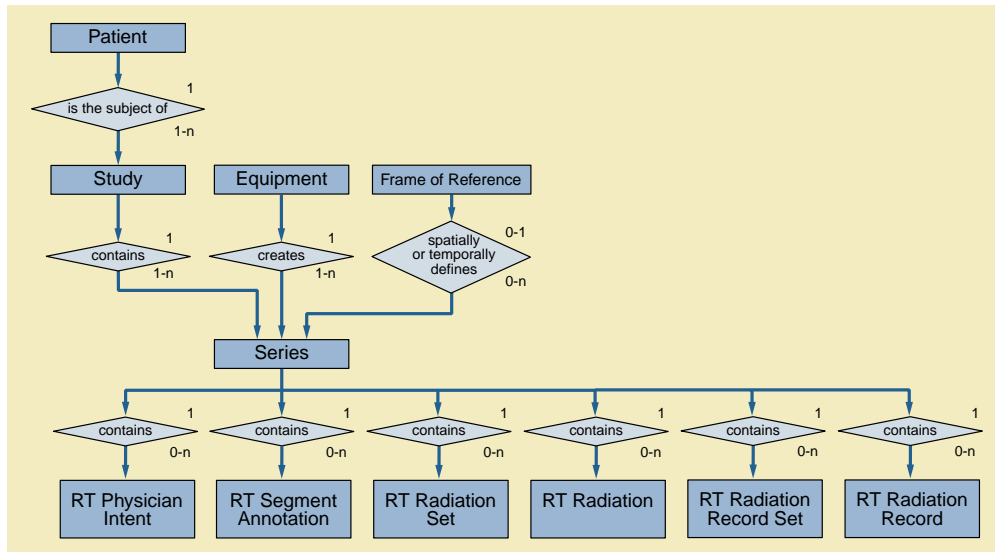 Patient
1
is the subject of
1-n
Study
Equipment
Frame of Reference
1
contains
1-n
1
creates
1-n
0-1
spatially
or temporally
defines
0-n
Series
1
contains
0-n
1
contains
0-n
1
contains
0-n
1
contains
0-n
1
contains
0-n
1
contains
0-n
RT Physician
Intent
RT Segment
Annotation
RT Radiation
Set
RT Radiation
RT Radiation
Record Set
RT Radiation
Record